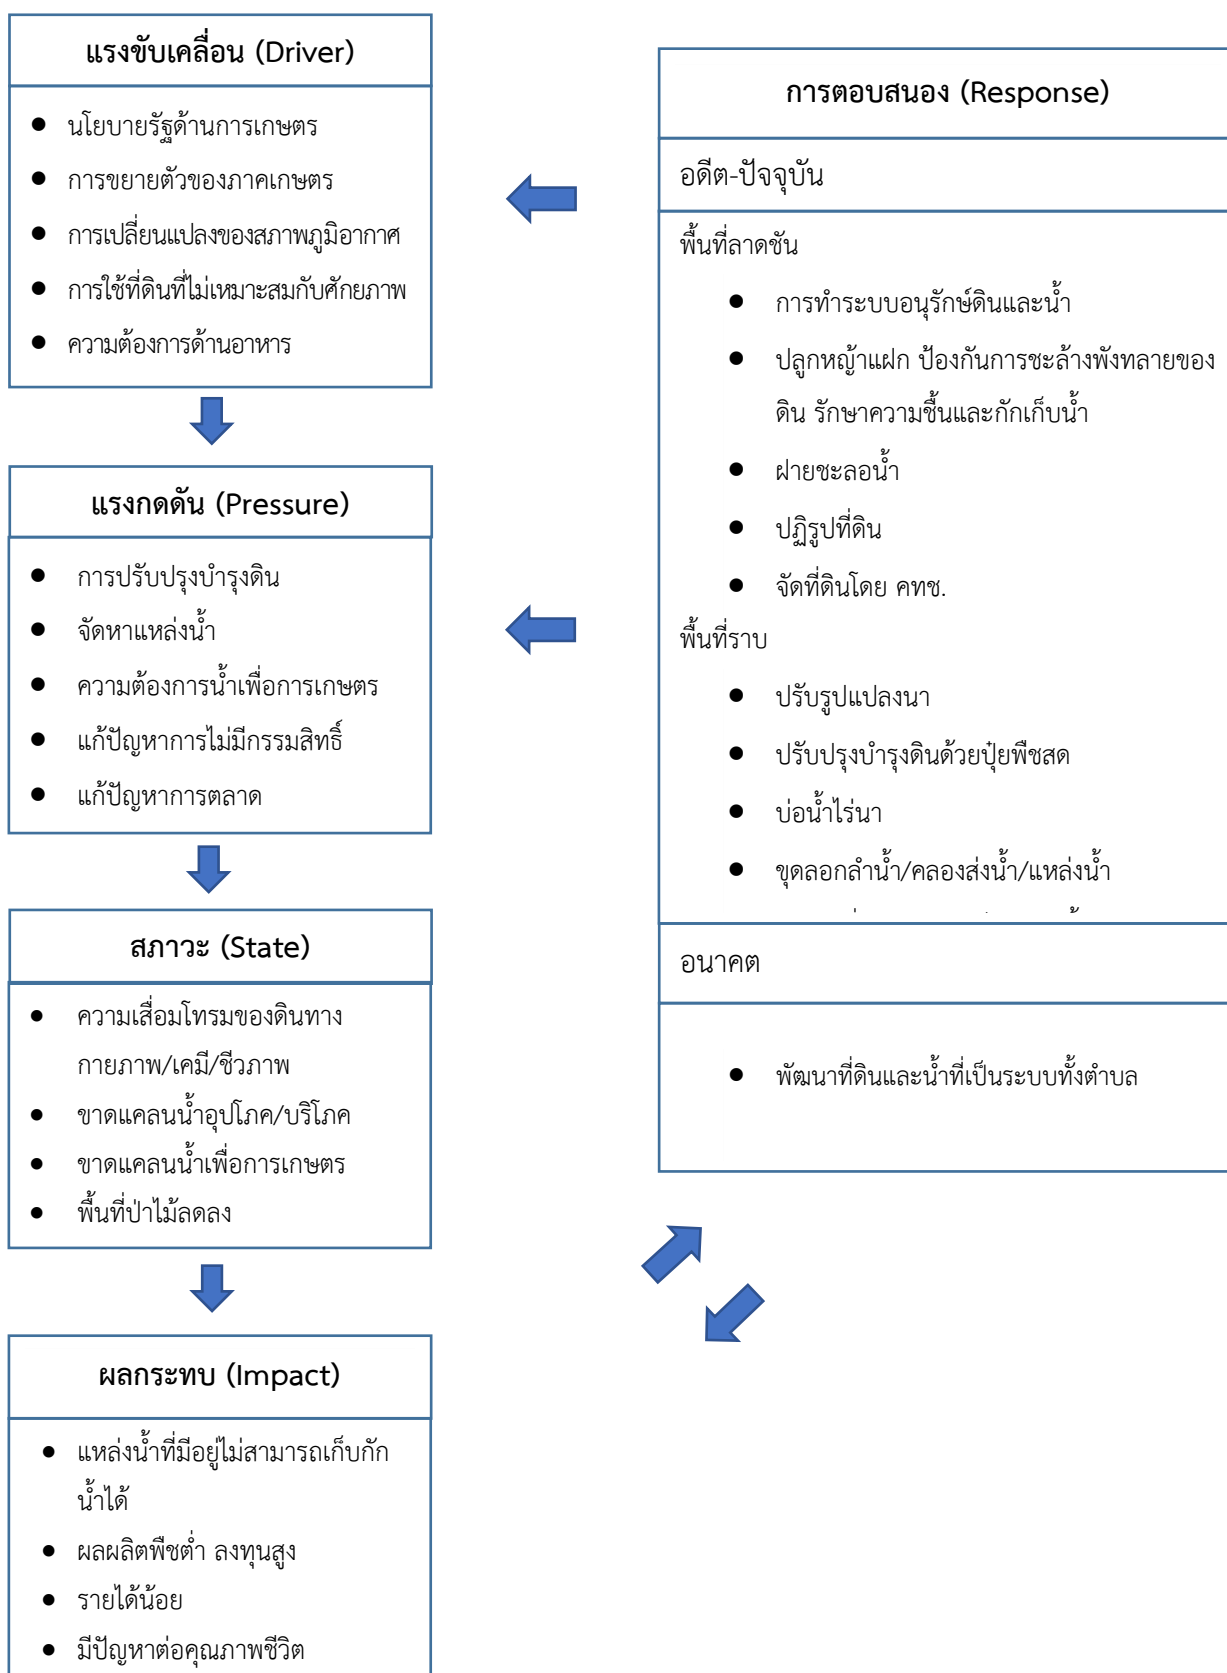 แรงขับเคลื่อน (Driver)
● นโยบายรัฐด้านการเกษตร
● การขยายตัวของภาคเกษตร
● การเปลี่ยนแปลงของสภาพภูมิอากาศ
● การใช้ที่ดินที่ไม่เหมาะสมกับศักยภาพ
● ความต้องการด้านอาหาร
แรงกดดัน (Pressure)
● การปรับปรุงบำรุงดิน
● จัดหาแหล่งน้ำ
● ความต้องการน้ำเพื่อการเกษตร
● แก้ปัญหาการไม่มีกรรมสิทธิ์
● แก้ปัญหาการตลาด
สภาวะ (State)
● ความเสื่อมโทรมของดินทาง
กายภาพ/เคมี/ชีวภาพ
● ขาดแคลนน้ำอุปโภค/บริโภค
● ขาดแคลนน้ำเพื่อการเกษตร
● พื้นที่ป่าไม้ลดลง
ผลกระทบ (Impact)
● แหล่งน้ำที่มีอยู่ไม่สามารถเก็บกัก
น้ำได้
● ผลผลิตพืชต่ำ ลงทุนสูง
● รายได้น้อย
● มีปัญหาต่อคุณภาพชีวิต
การตอบสนอง (Response)
อดีต-ปัจจุบัน
พื้นที่ลาดชัน
● การทำระบบอนุรักษ์ดินและน้ำ
● ปลูกหญ้าแฝก ป้องกันการชะล้างพังทลายของ
ดิน รักษาความชื้นและกักเก็บน้ำ
● ฝายชะลอน้ำ
● ปฏิรูปที่ดิน
● จัดที่ดินโดย คทช.
พื้นที่ราบ
● ปรับรูปแปลงนา
● ปรับปรุงบำรุงดินด้วยปุ๋ยพืชสด
● บ่อน้ำไร่นา
● ขุดลอกลำน้ำ/คลองส่งน้ำ/แหล่งน้ำ
อนาคต
● พัฒนาที่ดินและน้ำที่เป็นระบบทั้งตำบล